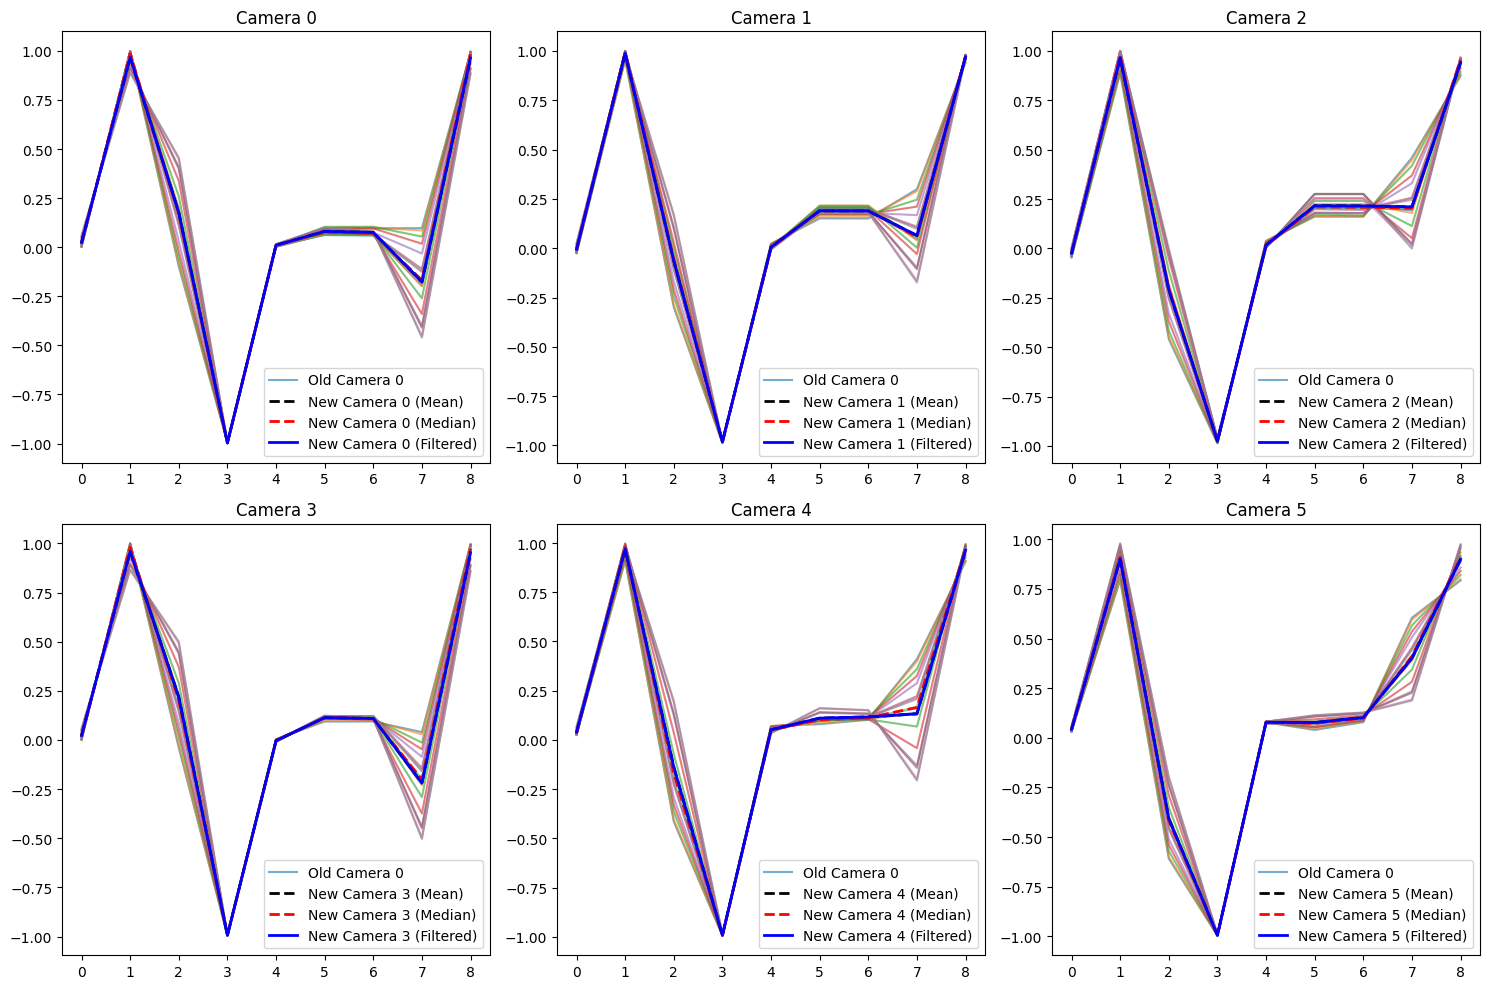 Camera 0
1.00
0.75
0.50
0.25
0.00
−0.25
−0.50
−0.75
−1.00
Old Camera 0
New Camera 0 (Mean)
New Camera 0 (Median)
New Camera 0 (Filtered)
0 1 2 3 4 5 6 7 8
Camera 1
1.00
0.75
0.50
0.25
0.00
−0.25
−0.50
−0.75
−1.00
Old Camera 0
New Camera 1 (Mean)
New Camera 1 (Median)
New Camera 1 (Filtered)
0 1 2 3 4 5 6 7 8
Camera 2
1.00
0.75
0.50
0.25
0.00
−0.25
−0.50
−0.75
−1.00
Old Camera 0
New Camera 2 (Mean)
New Camera 2 (Median)
New Camera 2 (Filtered)
0 1 2 3 4 5 6 7 8
Camera 3
1.00
0.75
0.50
0.25
0.00
−0.25
−0.50
−0.75
−1.00
Old Camera 0
New Camera 3 (Mean)
New Camera 3 (Median)
New Camera 3 (Filtered)
0 1 2 3 4 5 6 7 8
Camera 4
1.00
0.75
0.50
0.25
0.00
−0.25
−0.50
−0.75
−1.00
Old Camera 0
New Camera 4 (Mean)
New Camera 4 (Median)
New Camera 4 (Filtered)
0 1 2 3 4 5 6 7 8
Camera 5
1.00
0.75
0.50
0.25
0.00
−0.25
−0.50
−0.75
−1.00
Old Camera 0
New Camera 5 (Mean)
New Camera 5 (Median)
New Camera 5 (Filtered)
0 1 2 3 4 5 6 7 8